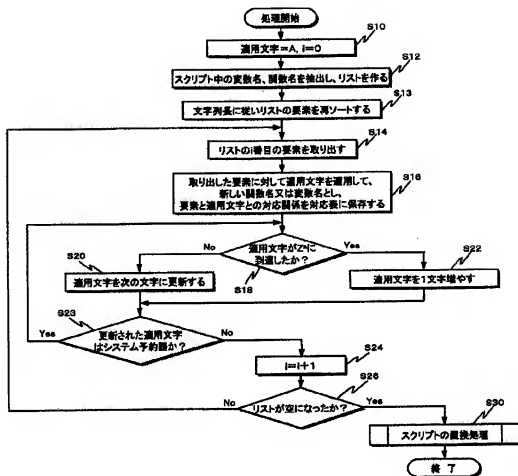 処理開始
S10
適用文字=A, i=0
S12
スクリプト中の変数名、関数名を抽出し、リストを作る
S13
文字列長に従いリストの要素を再ソートする
S14
リストのi番目の要素を取り出す
S16
取り出した要素に対して適用文字を適用して、
新しい関数名又は変数名とし、
要素と適用文字との対応関係を対応表に保存する
No
適用文字がZ*に
到達したか?
Yes
S18
S20
適用文字を次の文字に更新する
S22
適用文字を1文字増やす
S23
Yes
更新された適用文字
はシステム予約語か?
No
S24
i=i+1
S26
No
リストが空になったか?
Yes
S30
スクリプトの置換処理
終了